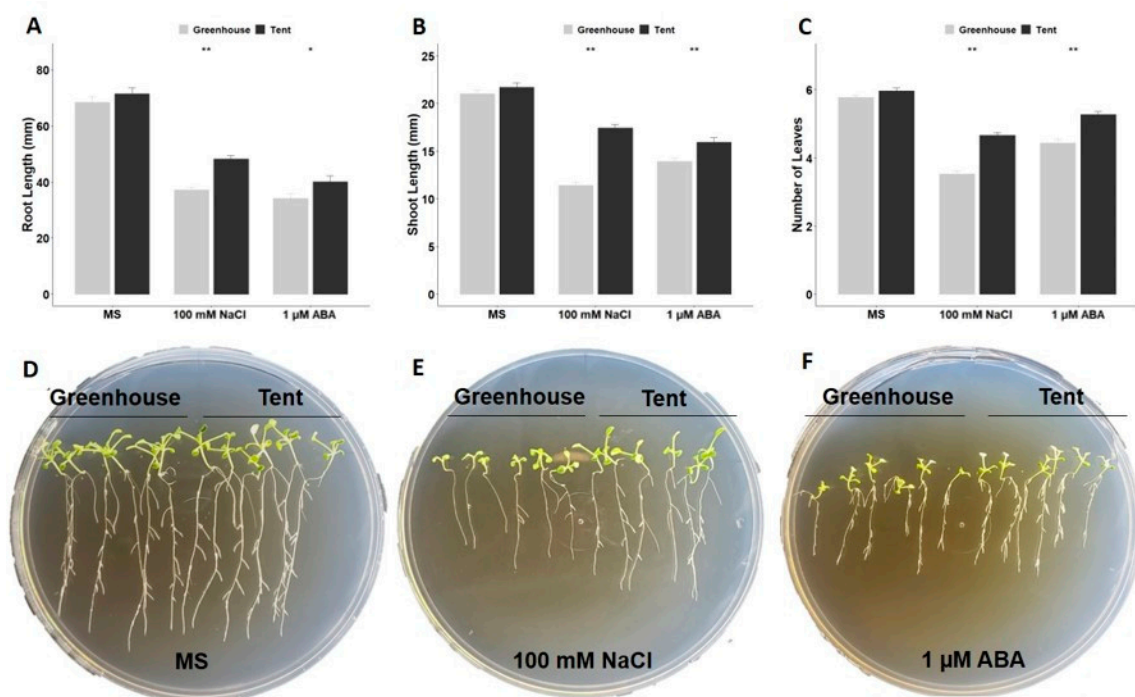 A
Greenhouse Tent
** *
Root Length (mm)
80
60
40
20
0
MS 100 mM NaCl 1 µM ABA
B
Greenhouse Tent
** **
Shoot Length (mm)
25
20
15
10
5
0
MS 100 mM NaCl 1 µM ABA
C
Greenhouse Tent
** **
Number of Leaves
6
4
2
0
MS 100 mM NaCl 1 µM ABA
D
Greenhouse Tent
MS
E
Greenhouse Tent
100 mM NaCl
F
Greenhouse Tent
1 µM ABA